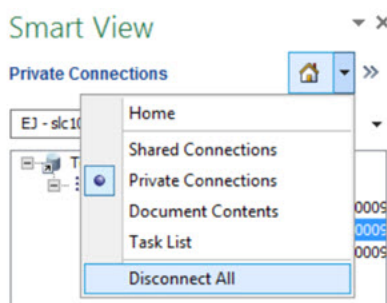 Smart View
Private Connections
Home
EJ - slc10
Shared Connections
T
Private Connections
Document Contents
0009
Task List
0009
0009
Disconnect All